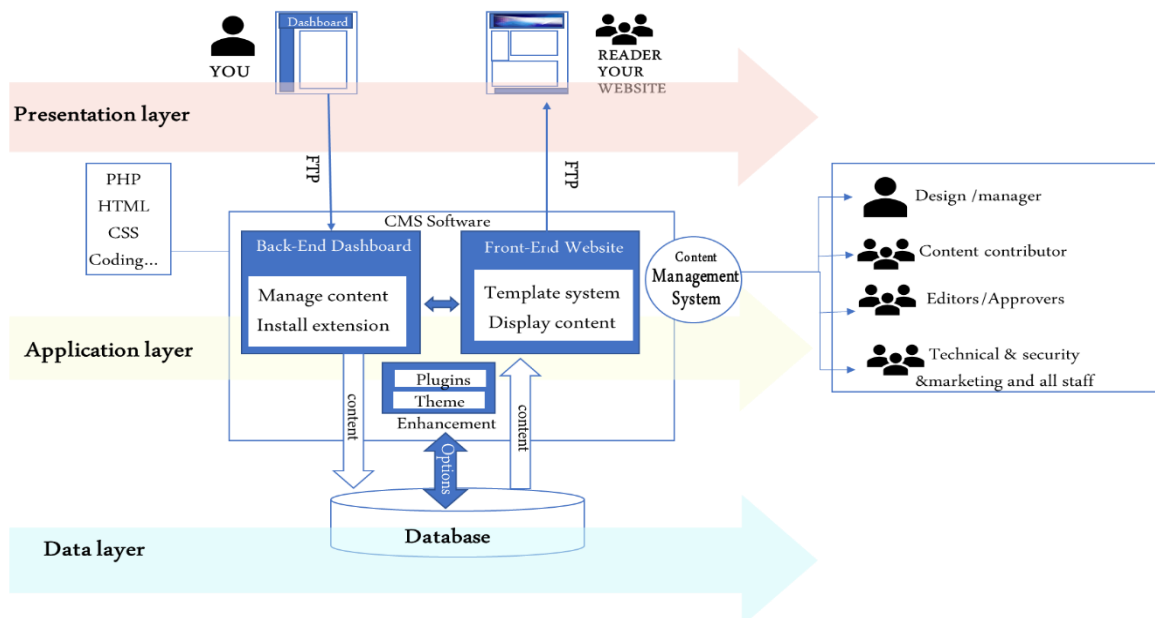 Dashboard
YOU
READER
YOUR
WEBSITE
Presentation layer
FTP
FTP
PHP
HTML
CSS
Coding...
CMS Software
Back-End Dashboard
Manage content
Install extension
Front-End Website
Template system
Display content
Content
Management
System
Design /manager
Content contributor
Editors/Approvers
Technical & security
&marketing and all staff
Application layer
Plugins
Theme
Enhancement
content
Options
content
Database
Data layer